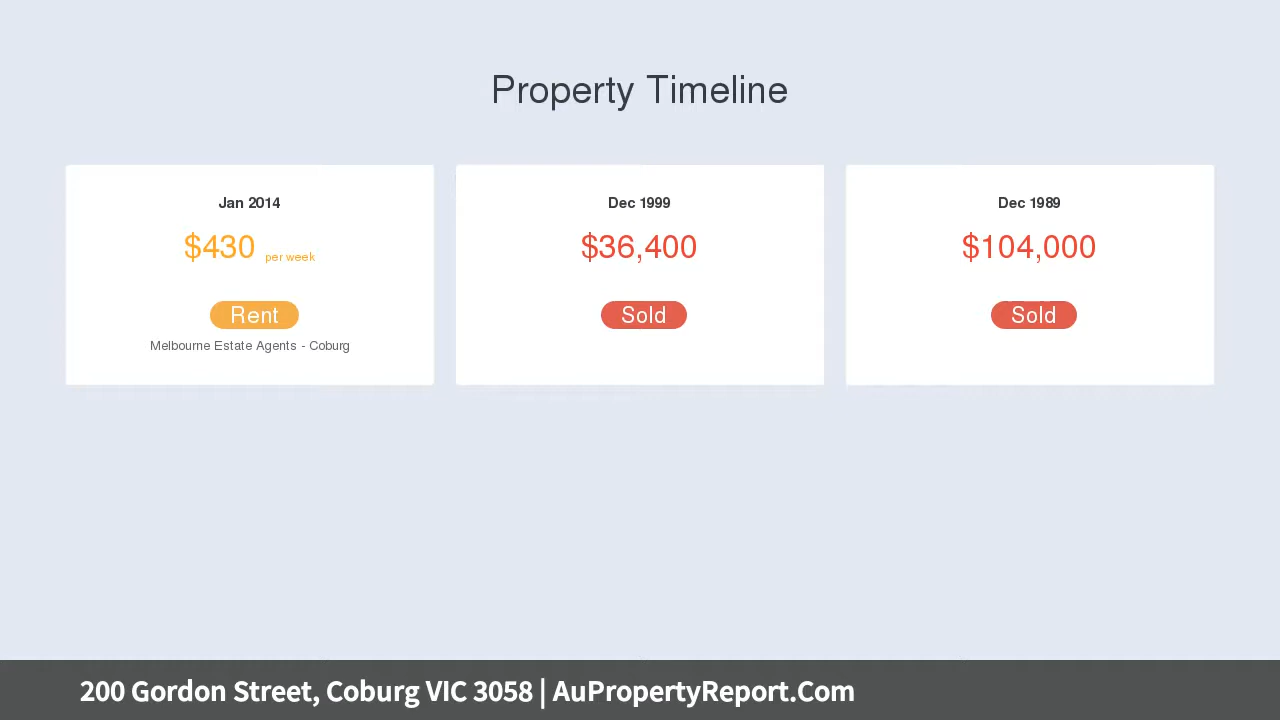 Property Timeline
Jan 2014
$430 per week
Rent
Melbourne Estate Agents - Coburg
Dec 1999
$36,400
Sold
Dec 1989
$104,000
Sold
200 Gordon Street, Coburg VIC 3058 | AuPropertyReport.Com